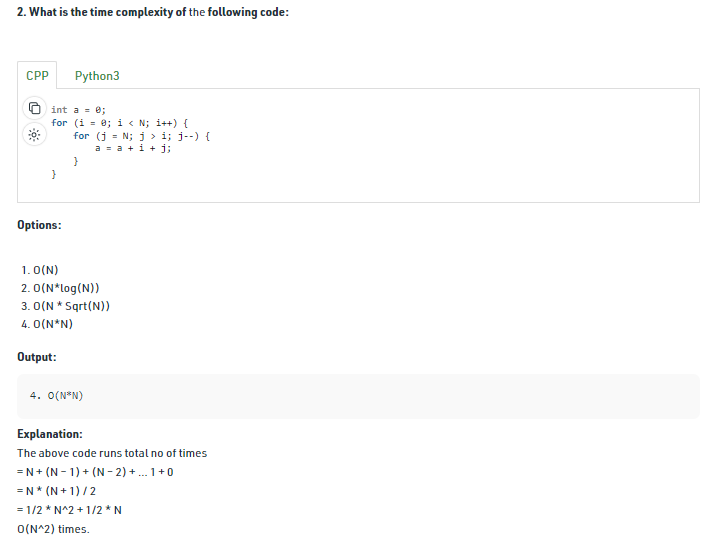 2. What is the time complexity of the following code:
CPP
Python3
int a = 0;
for (i = 0; i < N; i++) {
    for (j = N; j > i; j--) {
        a = a + i + j;
    }
}
Options:
1. O(N)
2. O(N*log(N))
3. O(N * Sqrt(N))
4. O(N*N)
Output:
4. O(N*N)
Explanation:
The above code runs total no of times
= N + (N – 1) + (N – 2) + … 1 + 0
= N * (N + 1) / 2
= 1/2 * N^2 + 1/2 * N
O(N^2) times.